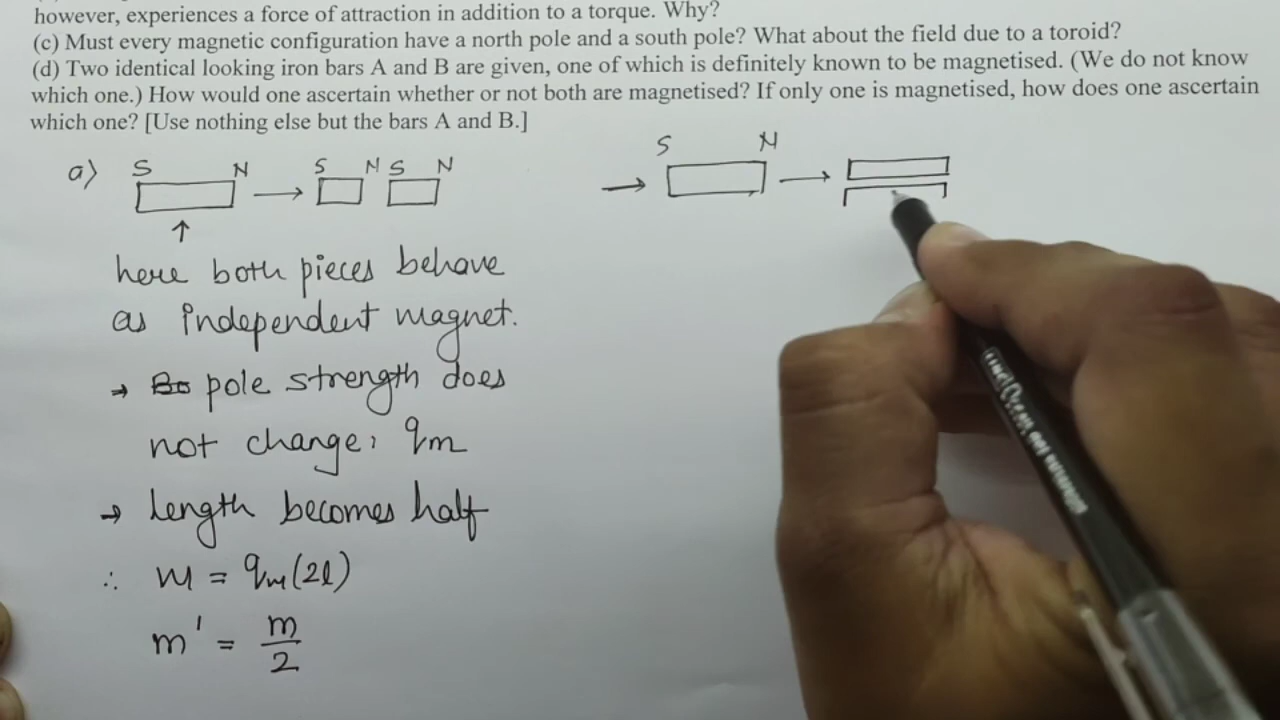 however, experiences a force of attraction in addition to a torque. Why?
(c) Must every magnetic configuration have a north pole and a south pole? What about the field due to a toroid?
(d) Two identical looking iron bars A and B are given, one of which is definitely known to be magnetised. (We do not know
which one.) How would one ascertain whether or not both are magnetised? If only one is magnetised, how does one ascertain
which one? [Use nothing else but the bars A and B.]
a) S N → S N S N
→ S N →
↑
here both pieces behave
as independent magnet.
→ pole strength does
not change, qm
→ length becomes half
∴ m = qm(2l)
m' = m/2